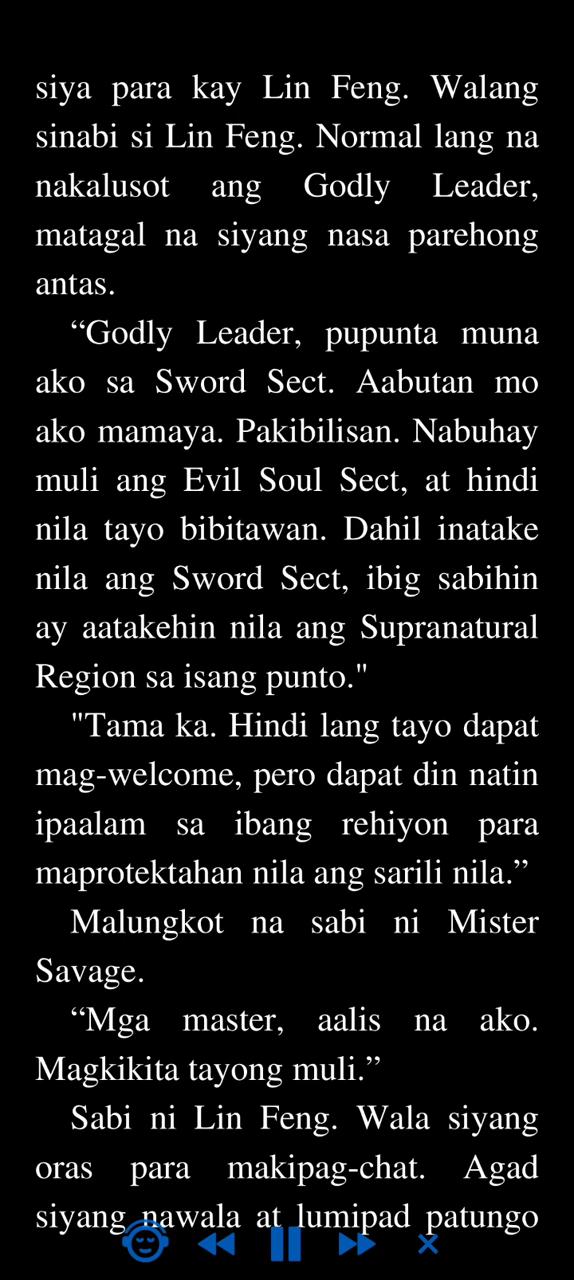 siya para kay Lin Feng. Walang
sinabi si Lin Feng. Normal lang na
nakalusot ang Godly Leader,
matagal na siyang nasa parehong
antas.
“Godly Leader, pupunta muna
ako sa Sword Sect. Aabutan mo
ako mamaya. Pakibilisan. Nabuhay
muli ang Evil Soul Sect, at hindi
nila tayo bibitawan. Dahil inatake
nila ang Sword Sect, ibig sabihin
ay aatakehin nila ang Supranatural
Region sa isang punto."
"Tama ka. Hindi lang tayo dapat
mag-welcome, pero dapat din natin
ipaalam sa ibang rehiyon para
maprotektahan nila ang sarili nila.”
Malungkot na sabi ni Mister
Savage.
“Mga master, aalis na ako.
Magkikita tayong muli.”
Sabi ni Lin Feng. Wala siyang
oras para makipag-chat. Agad
siyang nawala at lumipad patungo